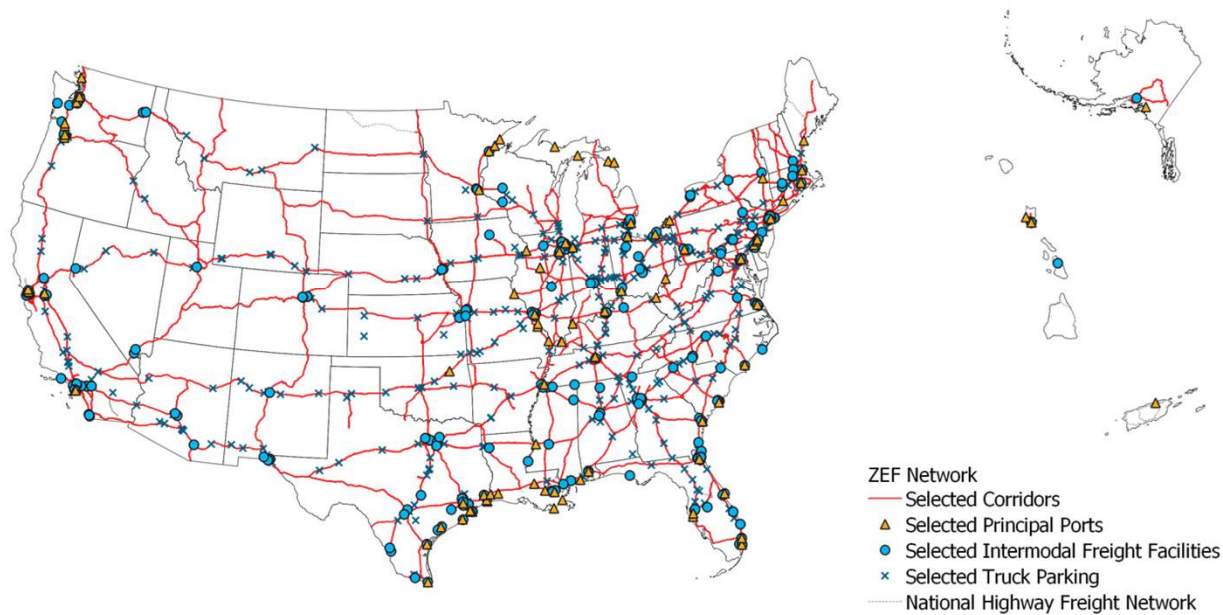 ZEF Network
Selected Corridors
Selected Principal Ports
Selected Intermodal Freight Facilities
Selected Truck Parking
National Highway Freight Network